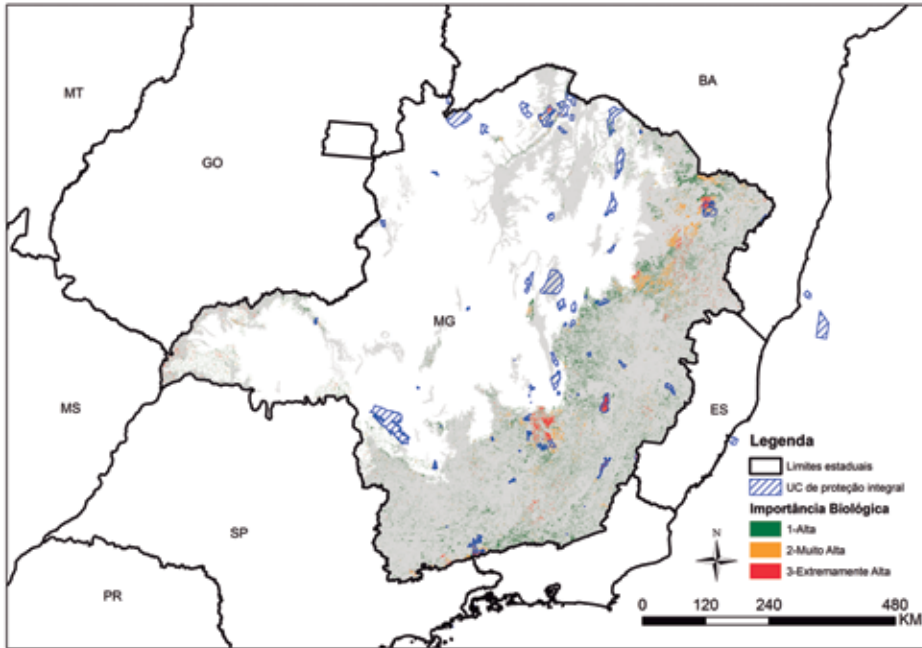 MT
BA
GO
MG
MS
ES
SP
PR
Legenda
Limites estaduais
UC de proteção integral
Importância Biológica
1-Alta
2-Muito Alta
3-Extremamente Alta
N
0 120 240 480
KM